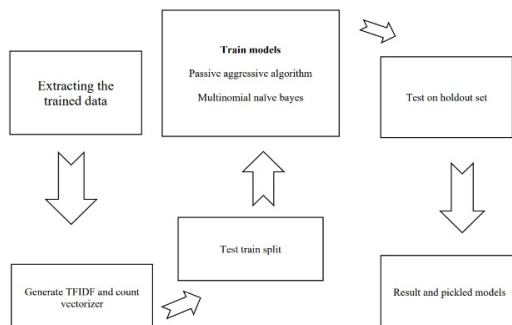 Extracting the
trained data
Generate TFIDF and count
vectorizer
Test train split
Train models
Passive aggressive algorithm
Multinomial naïve bayes
Test on holdout set
Result and pickled models